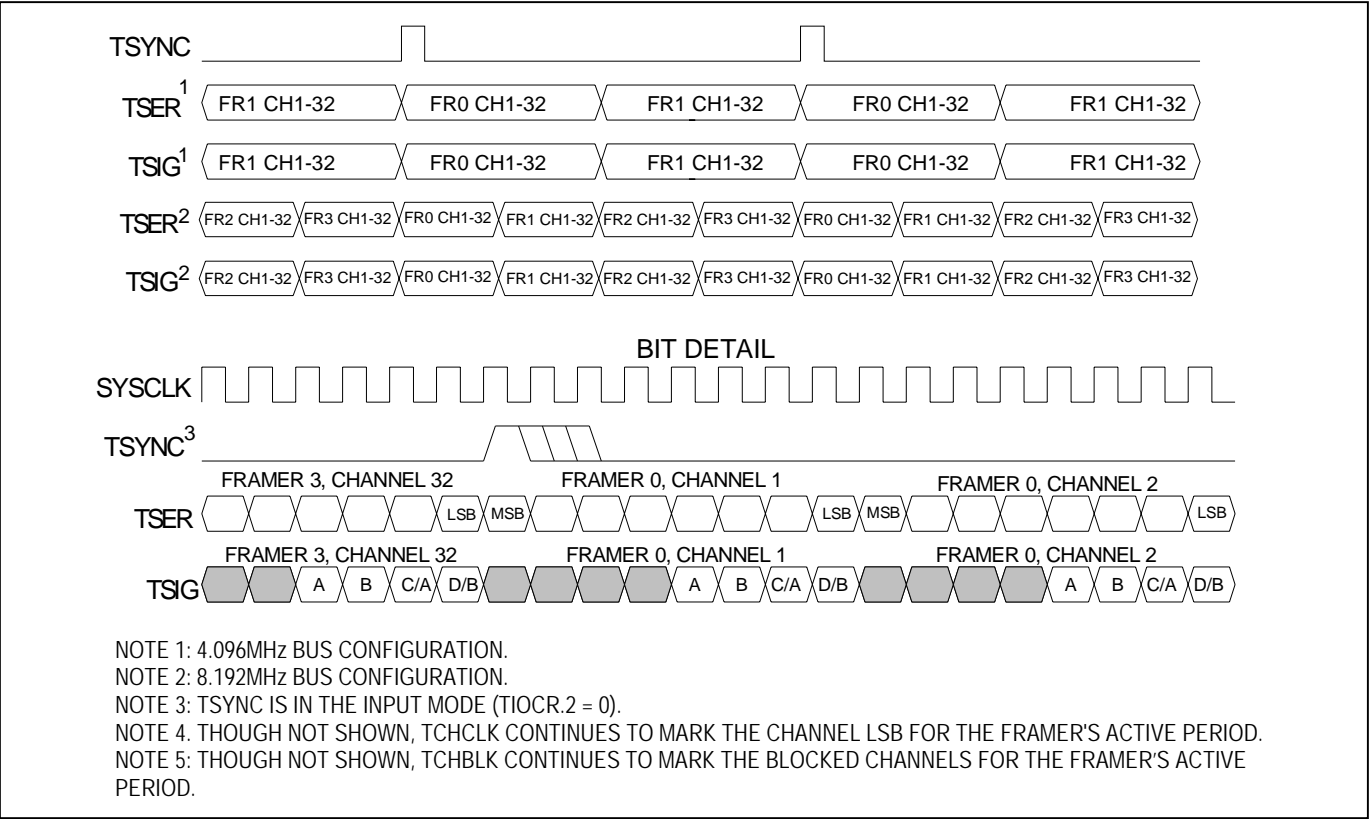 TSYNC
TSER1 FR1 CH1-32 FR0 CH1-32 FR1 CH1-32 FR0 CH1-32 FR1 CH1-32
TSIG1 FR1 CH1-32 FR0 CH1-32 FR1 CH1-32 FR0 CH1-32 FR1 CH1-32
TSER2 FR2 CH1-32 FR3 CH1-32 FR0 CH1-32 FR1 CH1-32 FR2 CH1-32 FR3 CH1-32 FR0 CH1-32 FR1 CH1-32 FR2 CH1-32 FR3 CH1-32
TSIG2 FR2 CH1-32 FR3 CH1-32 FR0 CH1-32 FR1 CH1-32 FR2 CH1-32 FR3 CH1-32 FR0 CH1-32 FR1 CH1-32 FR2 CH1-32 FR3 CH1-32
BIT DETAIL
SYSCLK
TSYNC3
FRAMER 3, CHANNEL 32 FRAMER 0, CHANNEL 1 FRAMER 0, CHANNEL 2
TSER LSB MSB LSB MSB LSB
FRAMER 3, CHANNEL 32 FRAMER 0, CHANNEL 1 FRAMER 0, CHANNEL 2
TSIG A B C/A D/B A B C/A D/B A B C/A D/B
NOTE 1: 4.096MHz BUS CONFIGURATION.
NOTE 2: 8.192MHz BUS CONFIGURATION.
NOTE 3: TSYNC IS IN THE INPUT MODE (TIOCR.2 = 0).
NOTE 4. THOUGH NOT SHOWN, TCHCLK CONTINUES TO MARK THE CHANNEL LSB FOR THE FRAMER'S ACTIVE PERIOD.
NOTE 5: THOUGH NOT SHOWN, TCHBLK CONTINUES TO MARK THE BLOCKED CHANNELS FOR THE FRAMER’S ACTIVE
PERIOD.